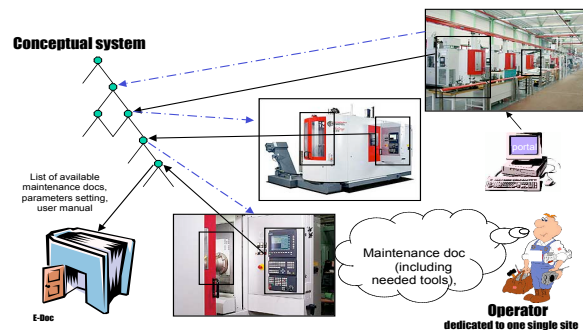 Conceptual system
portal
List of available
maintenance docs,
parameters setting,
user manual
Maintenance doc
(including
needed tools),
E-Doc
Operator
dedicated to one single site